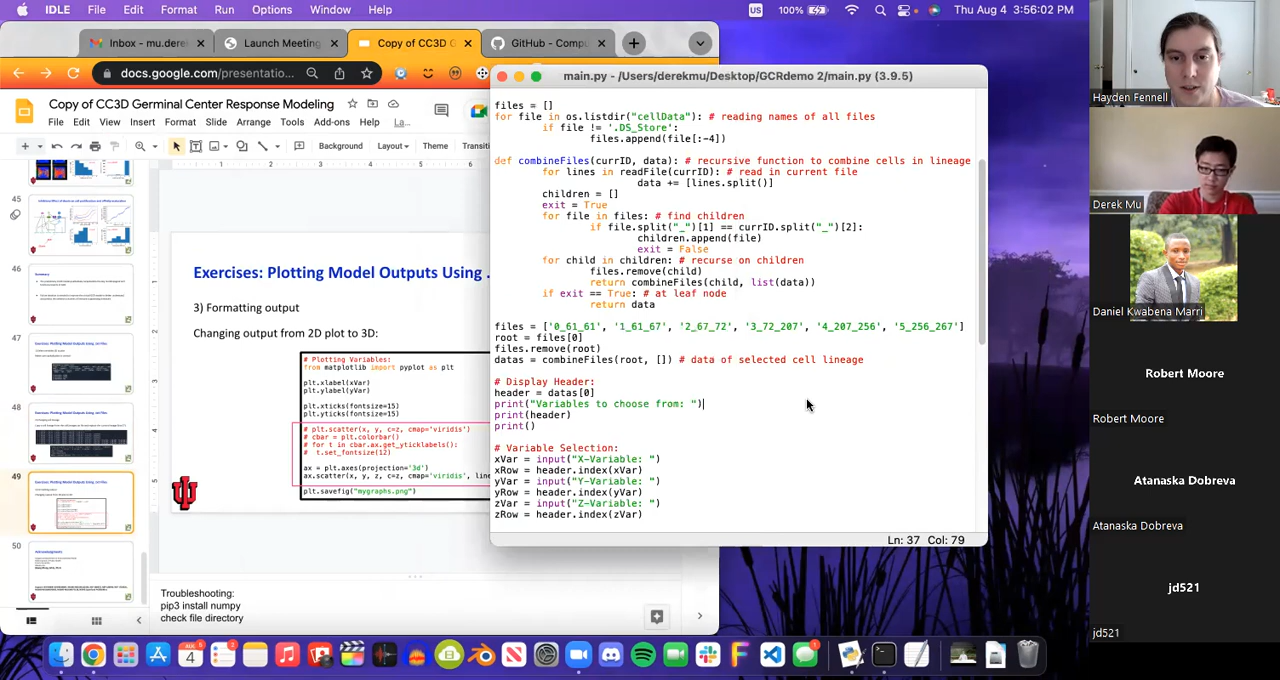 IDLE File Edit Format Run Options Window Help US 100% Thu Aug 4 3:56:02 PM
Inbox - mu.dere Launch Meeting Copy of CC3D G GitHub - Compu
docs.google.com/presentatio...
Copy of CC3D Germinal Center Response Modeling
File Edit View Insert Format Slide Arrange Tools Add-ons Help La...
Background Layout Theme Transiti
45
46
47
48
49
50
Exercises: Plotting Model Outputs Using .
3) Formatting output
Changing output from 2D plot to 3D:
# Plotting Variables:
from matplotlib import pyplot as plt
plt.xlabel(xVar)
plt.ylabel(yVar)
plt.xticks(fontsize=15)
plt.yticks(fontsize=15)
# plt.scatter(x, y, c=z, cmap='viridis')
# cbar = plt.colorbar()
# for t in cbar.ax.get_yticklabels():
# t.set_fontsize(12)
ax = plt.axes(projection='3d')
ax.scatter(x, y, z, c=z, cmap='viridis', line
plt.savefig("mygraphs.png")
Troubleshooting:
pip3 install numpy
check file directory
main.py - /Users/derekmu/Desktop/GCRdemo 2/main.py (3.9.5)
files = []
for file in os.listdir("cellData"): # reading names of all files
if file != '.DS_Store':
files.append(file[:-4])
def combineFiles(currID, data): # recursive function to combine cells in lineage
for lines in readFile(currID): # read in current file
data += [lines.split()]
children = []
exit = True
for file in files: # find children
if file.split("_")[1] == currID.split("_")[2]:
children.append(file)
exit = False
for child in children: # recurse on children
files.remove(child)
return combineFiles(child, list(data))
if exit == True: # at leaf node
return data
files = ['0_61_61', '1_61_67', '2_67_72', '3_72_207', '4_207_256', '5_256_267']
root = files[0]
files.remove(root)
datas = combineFiles(root, []) # data of selected cell lineage
# Display Header:
header = datas[0]
print("Variables to choose from: ")
print(header)
print()
# Variable Selection:
xVar = input("X-Variable: ")
xRow = header.index(xVar)
yVar = input("Y-Variable: ")
yRow = header.index(yVar)
zVar = input("Z-Variable: ")
zRow = header.index(zVar)
Ln: 37 Col: 79
Hayden Fennell
Derek Mu
Daniel Kwabena Marri
Robert Moore
Robert Moore
Atanaska Dobreva
Atanaska Dobreva
jd521
jd521